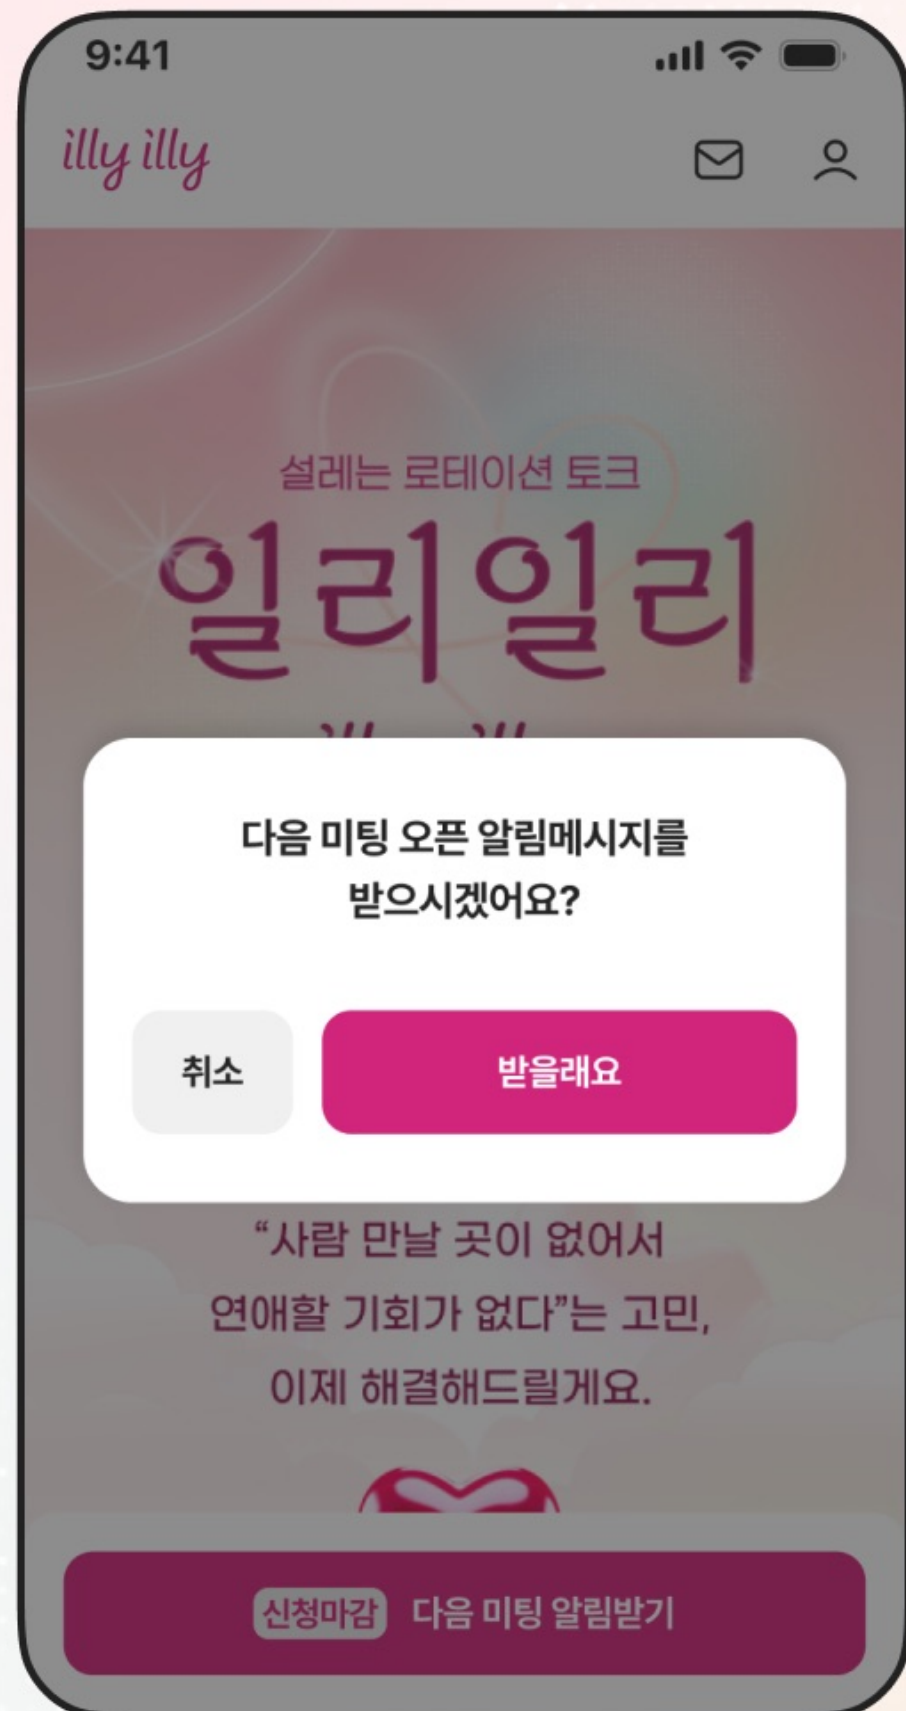 9:41
illy illy
설레는 로테이션 토크
일리일리
다음 미팅 오픈 알림메시지를
받으시겠어요?
취소 받을래요
“사람 만날 곳이 없어서
연애할 기회가 없다”는 고민,
이제 해결해드릴게요.
신청마감 다음 미팅 알림받기